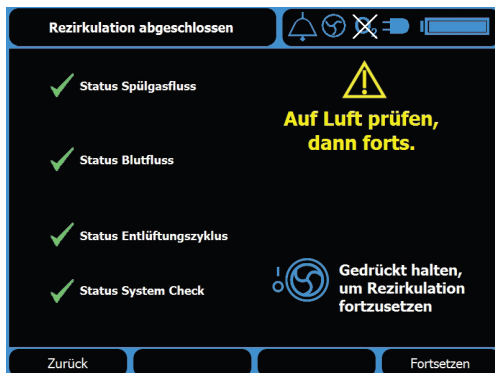 Rezirkulation abgeschlossen
Status Spülgasfluss
Auf Luft prüfen,
dann forts.
Status Blutfluss
Status Entlüftungszyklus
Status System Check
Gedrückt halten,
um Rezirkulation
fortzusetzen
Zurück
Fortsetzen